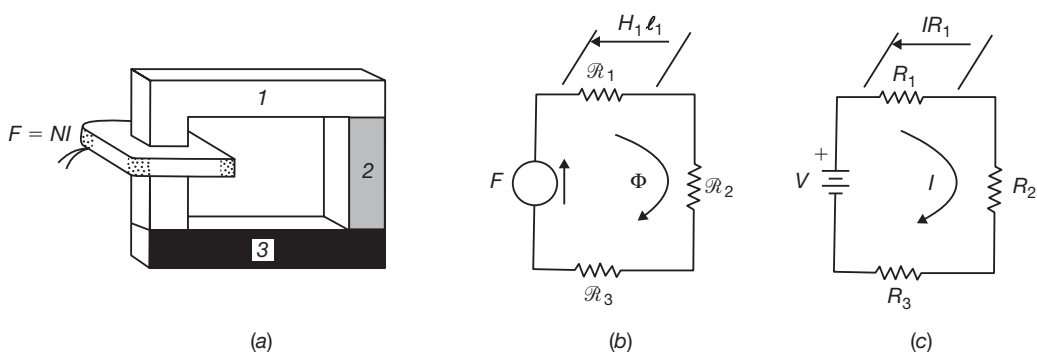 F = NI
1
2
3
(a)
H₁ℓ₁
ℛ₁
F
Φ
ℛ₂
ℛ₃
(b)
IR₁
R₁
+
V
I
R₂
R₃
(c)